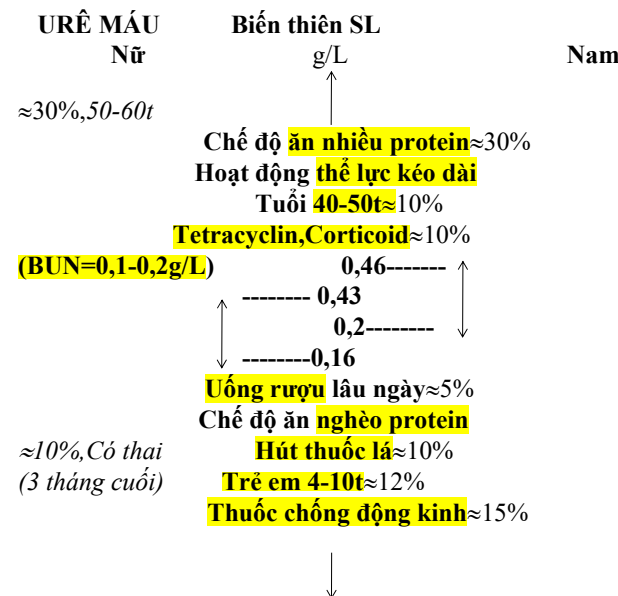 URÊ MÁU Biến thiên SL
Nữ g/L Nam
≈30%,50-60t
Chế độ ăn nhiều protein≈30%
Hoạt động thể lực kéo dài
Tuổi 40-50t≈10%
Tetracyclin,Corticoid≈10%
(BUN=0,1-0,2g/L) 0,46-------
-------- 0,43
0,2--------
--------0,16
Uống rượu lâu ngày≈5%
Chế độ ăn nghèo protein
≈10%,Có thai Hút thuốc lá≈10%
(3 tháng cuối) Trẻ em 4-10t≈12%
Thuốc chống động kinh≈15%